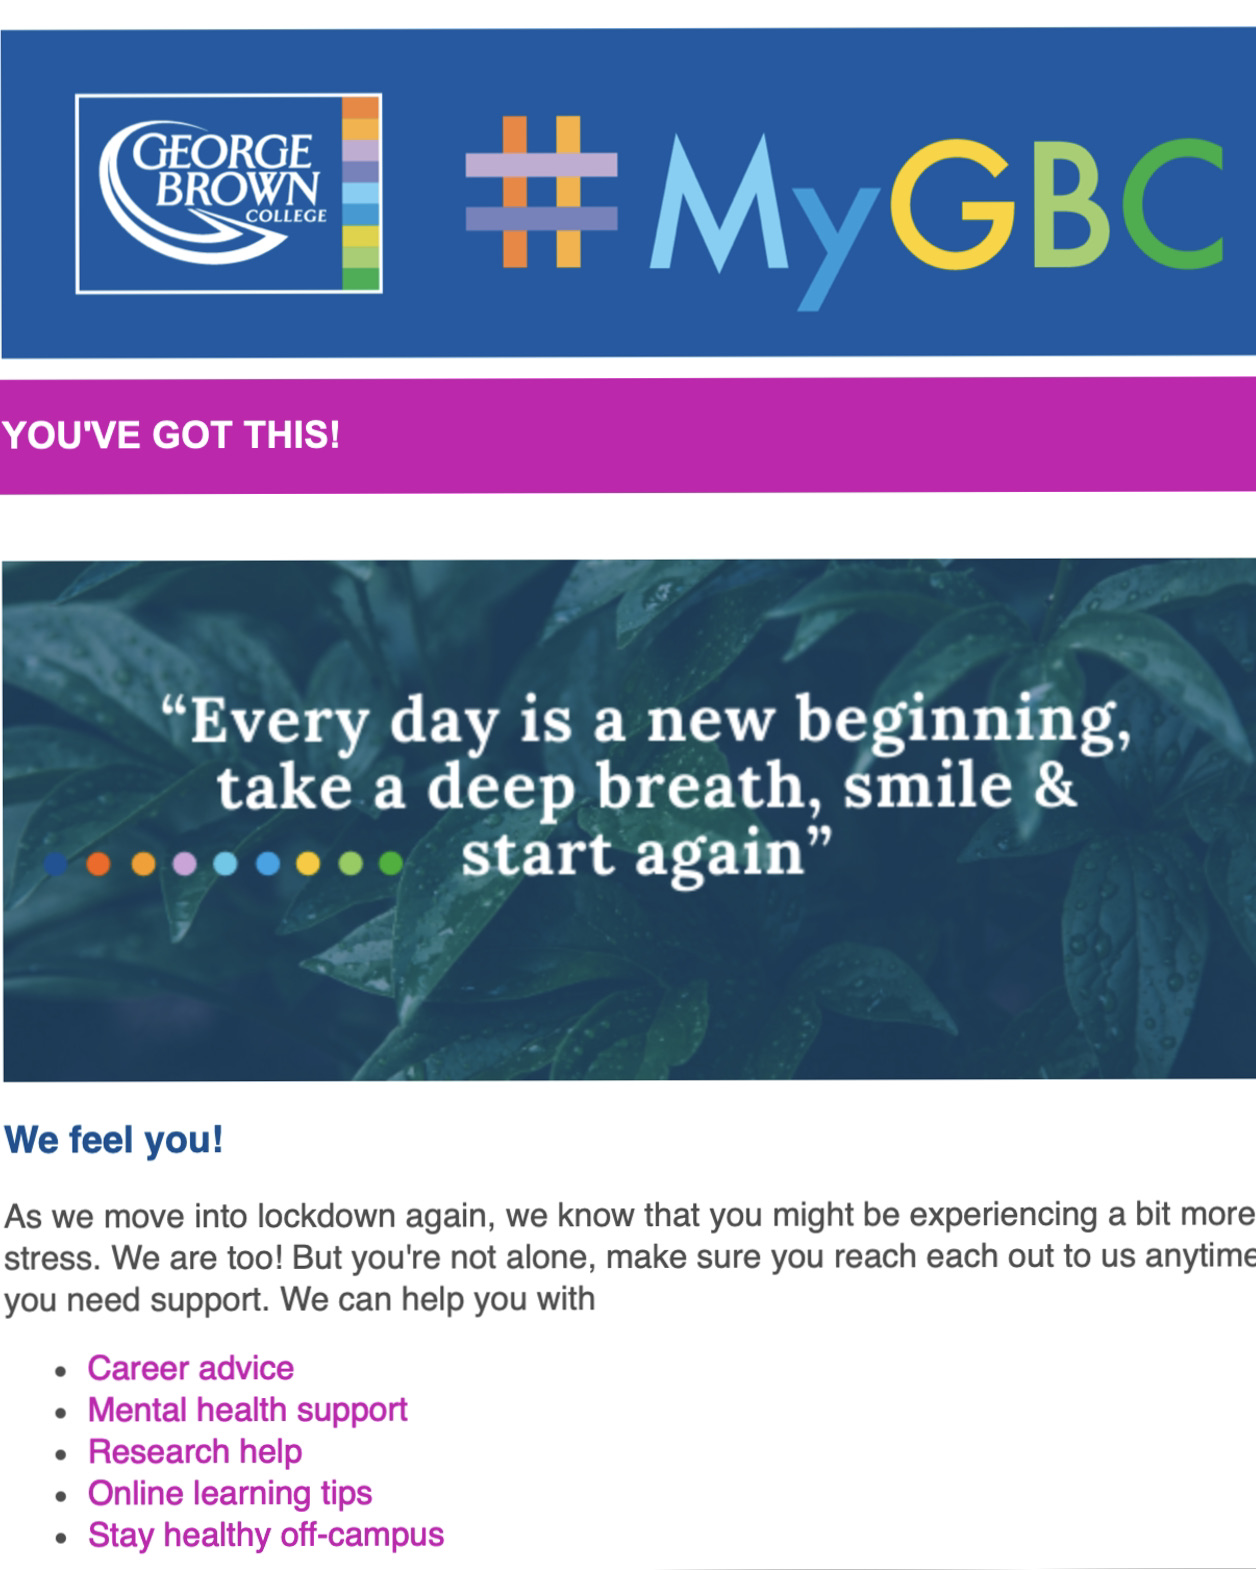 GEORGE
BROWN
COLLEGE
#MyGBC
YOU'VE GOT THIS!
“Every day is a new beginning,
take a deep breath, smile &
start again”
We feel you!
As we move into lockdown again, we know that you might be experiencing a bit more
stress. We are too! But you're not alone, make sure you reach each out to us anytime
you need support. We can help you with
• Career advice
• Mental health support
• Research help
• Online learning tips
• Stay healthy off-campus